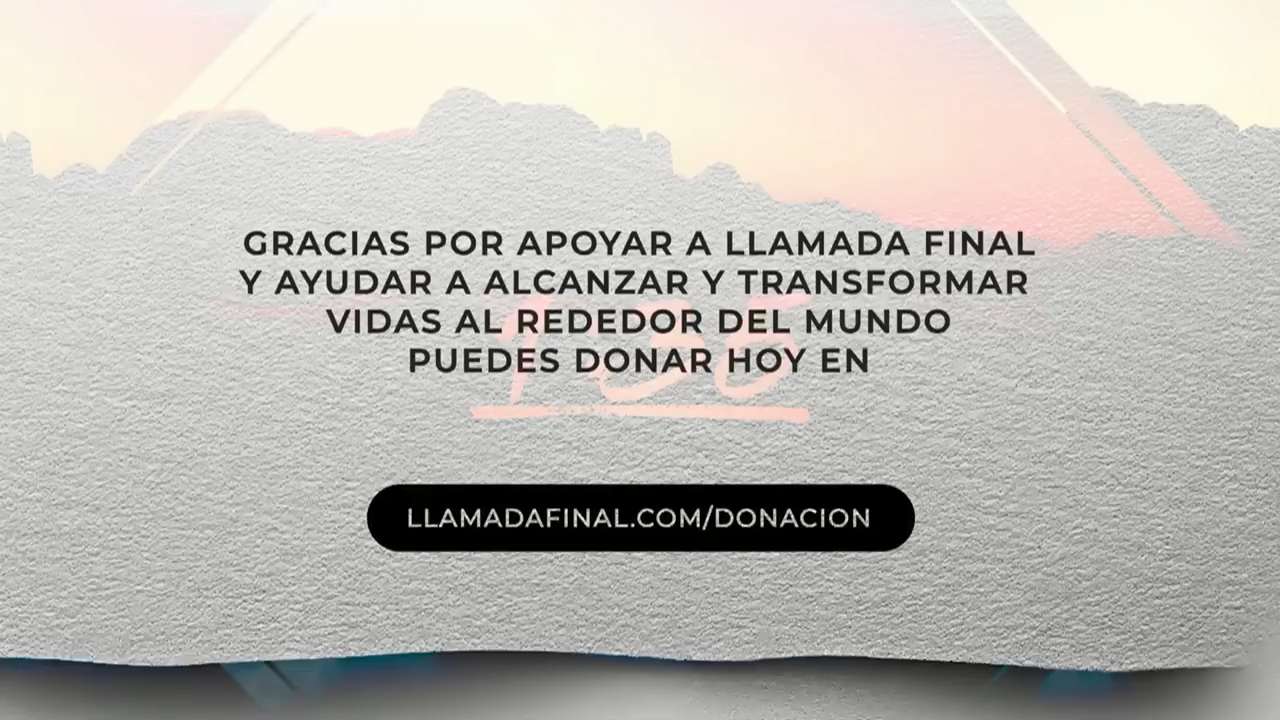 GRACIAS POR APOYAR A LLAMADA FINAL
Y AYUDAR A ALCANZAR Y TRANSFORMAR
VIDAS AL REDEDOR DEL MUNDO
PUEDES DONAR HOY EN
LLAMADAFINAL.COM/DONACION